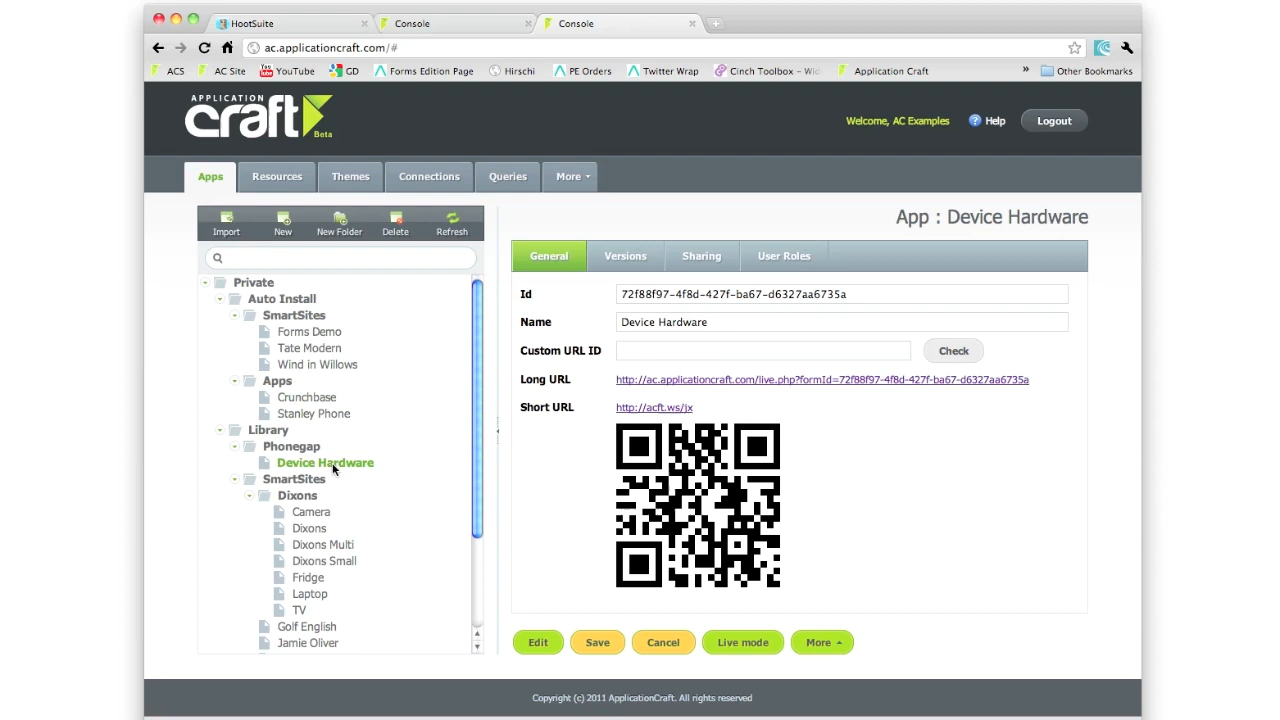 HootSuite
Console
Console
ac.applicationcraft.com/#
ACS
AC Site
YouTube
GD
Forms Edition Page
Hirschi
PE Orders
Twitter Wrap
Cinch Toolbox – Wid
Application Craft
»
Other Bookmarks
APPLICATION
craft
Beta
Welcome, AC Examples
Help
Logout
Apps
Resources
Themes
Connections
Queries
More
Import
New
New Folder
Delete
Refresh
App : Device Hardware
General
Versions
Sharing
User Roles
Private
Auto Install
SmartSites
Forms Demo
Tate Modern
Wind in Willows
Apps
Crunchbase
Stanley Phone
Library
Phonegap
Device Hardware
SmartSites
Dixons
Camera
Dixons
Dixons Multi
Dixons Small
Fridge
Laptop
TV
Golf English
Jamie Oliver
Id
72f88f97-4f8d-427f-ba67-d6327aa6735a
Name
Device Hardware
Custom URL ID
Check
Long URL
http://ac.applicationcraft.com/live.php?formId=72f88f97-4f8d-427f-ba67-d6327aa6735a
Short URL
http://acft.ws/jx
Edit
Save
Cancel
Live mode
More
Copyright (c) 2011 ApplicationCraft. All rights reserved